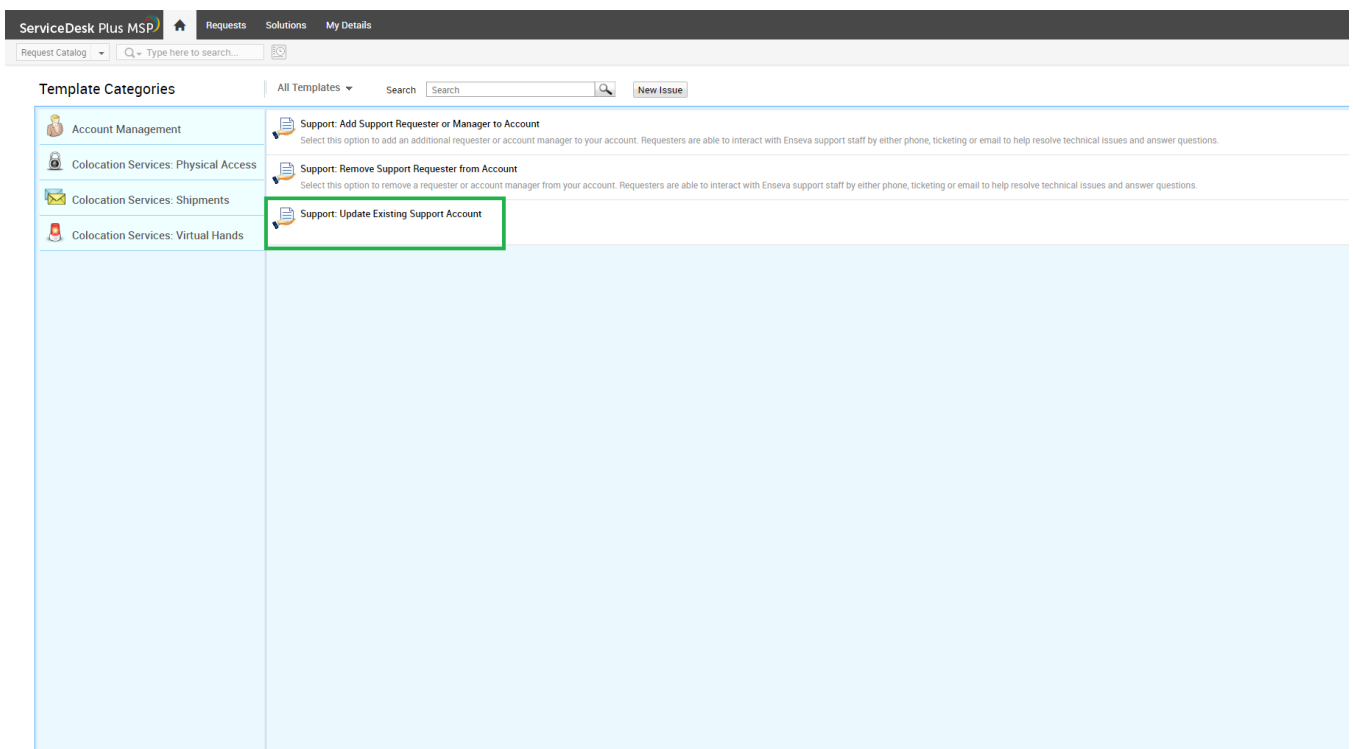 ServiceDesk Plus MSP Requests Solutions My Details
Request Catalog Type here to search...
Template Categories All Templates Search Search New Issue
Account Management
Colocation Services: Physical Access
Colocation Services: Shipments
Colocation Services: Virtual Hands
Support: Add Support Requester or Manager to Account
Select this option to add an additional requester or account manager to your account. Requesters are able to interact with Enseva support staff by either phone, ticketing or email to help resolve technical issues and answer questions.
Support: Remove Support Requester from Account
Select this option to remove a requester or account manager from your account. Requesters are able to interact with Enseva support staff by either phone, ticketing or email to help resolve technical issues and answer questions.
Support: Update Existing Support Account